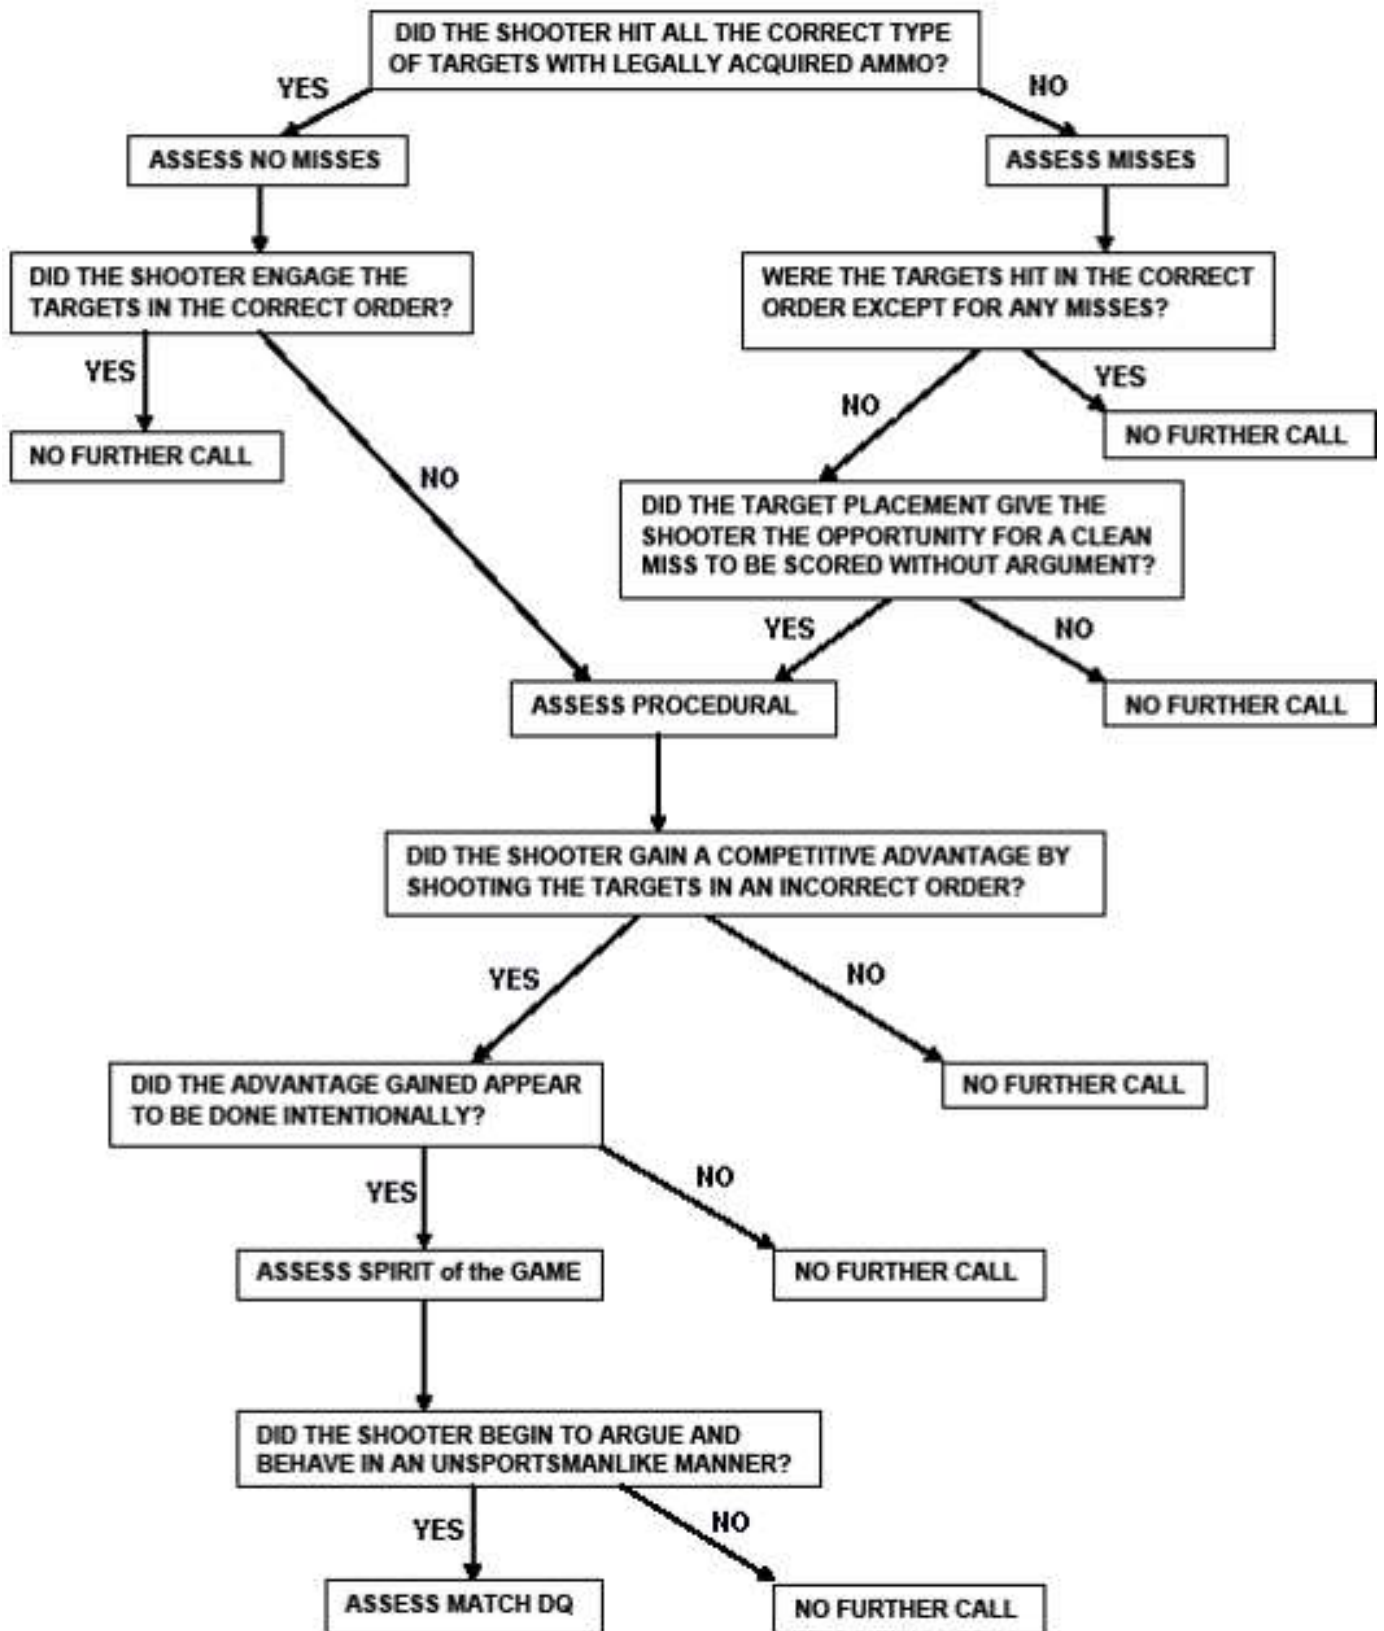 DID THE SHOOTER HIT ALL THE CORRECT TYPE
OF TARGETS WITH LEGALLY ACQUIRED AMMO?
YES
NO
ASSESS NO MISSES
ASSESS MISSES
DID THE SHOOTER ENGAGE THE
TARGETS IN THE CORRECT ORDER?
WERE THE TARGETS HIT IN THE CORRECT
ORDER EXCEPT FOR ANY MISSES?
YES
YES
NO
NO FURTHER CALL
NO FURTHER CALL
NO
DID THE TARGET PLACEMENT GIVE THE
SHOOTER THE OPPORTUNITY FOR A CLEAN
MISS TO BE SCORED WITHOUT ARGUMENT?
YES
NO
ASSESS PROCEDURAL
NO FURTHER CALL
DID THE SHOOTER GAIN A COMPETITIVE ADVANTAGE BY
SHOOTING THE TARGETS IN AN INCORRECT ORDER?
YES
NO
DID THE ADVANTAGE GAINED APPEAR
TO BE DONE INTENTIONALLY?
NO FURTHER CALL
YES
NO
ASSESS SPIRIT of the GAME
NO FURTHER CALL
DID THE SHOOTER BEGIN TO ARGUE AND
BEHAVE IN AN UNSPORTSMANLIKE MANNER?
YES
NO
ASSESS MATCH DQ
NO FURTHER CALL